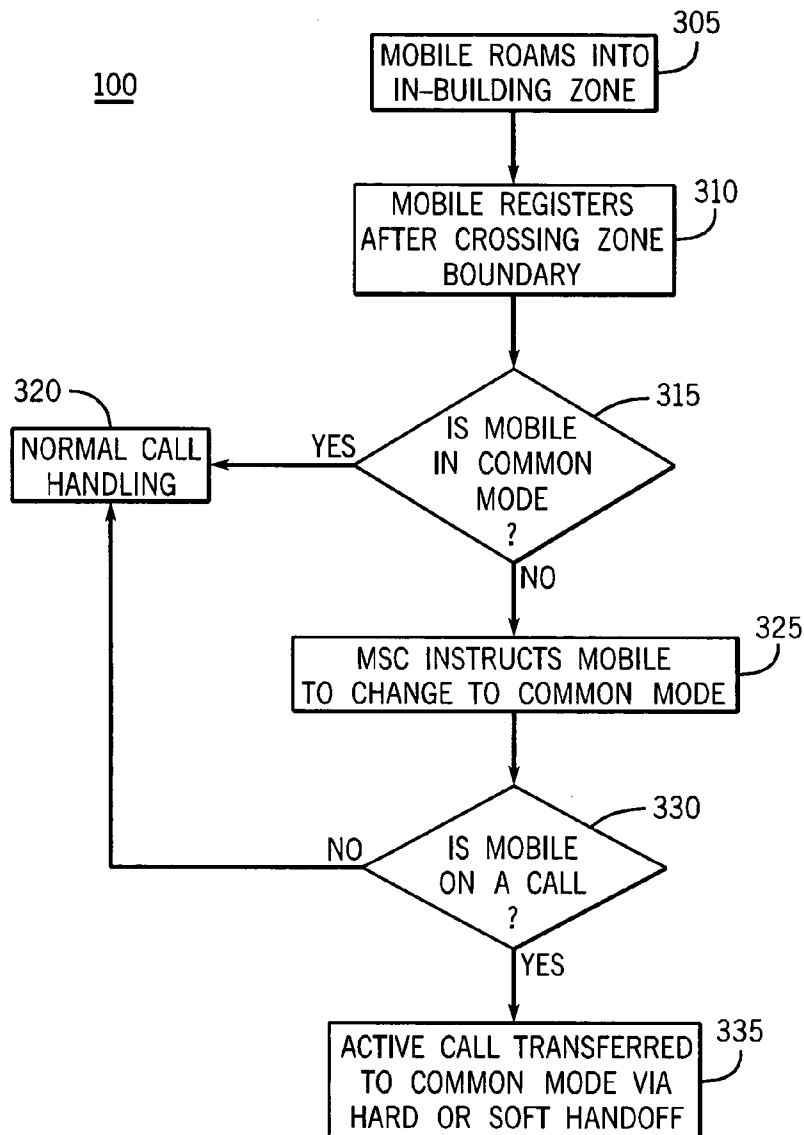 100
305
MOBILE ROAMS INTO
IN-BUILDING ZONE
310
MOBILE REGISTERS
AFTER CROSSING ZONE
BOUNDARY
315
IS MOBILE
IN COMMON
MODE
?
YES
320
NORMAL CALL
HANDLING
NO
325
MSC INSTRUCTS MOBILE
TO CHANGE TO COMMON MODE
330
IS MOBILE
ON A CALL
?
NO
YES
335
ACTIVE CALL TRANSFERRED
TO COMMON MODE VIA
HARD OR SOFT HANDOFF